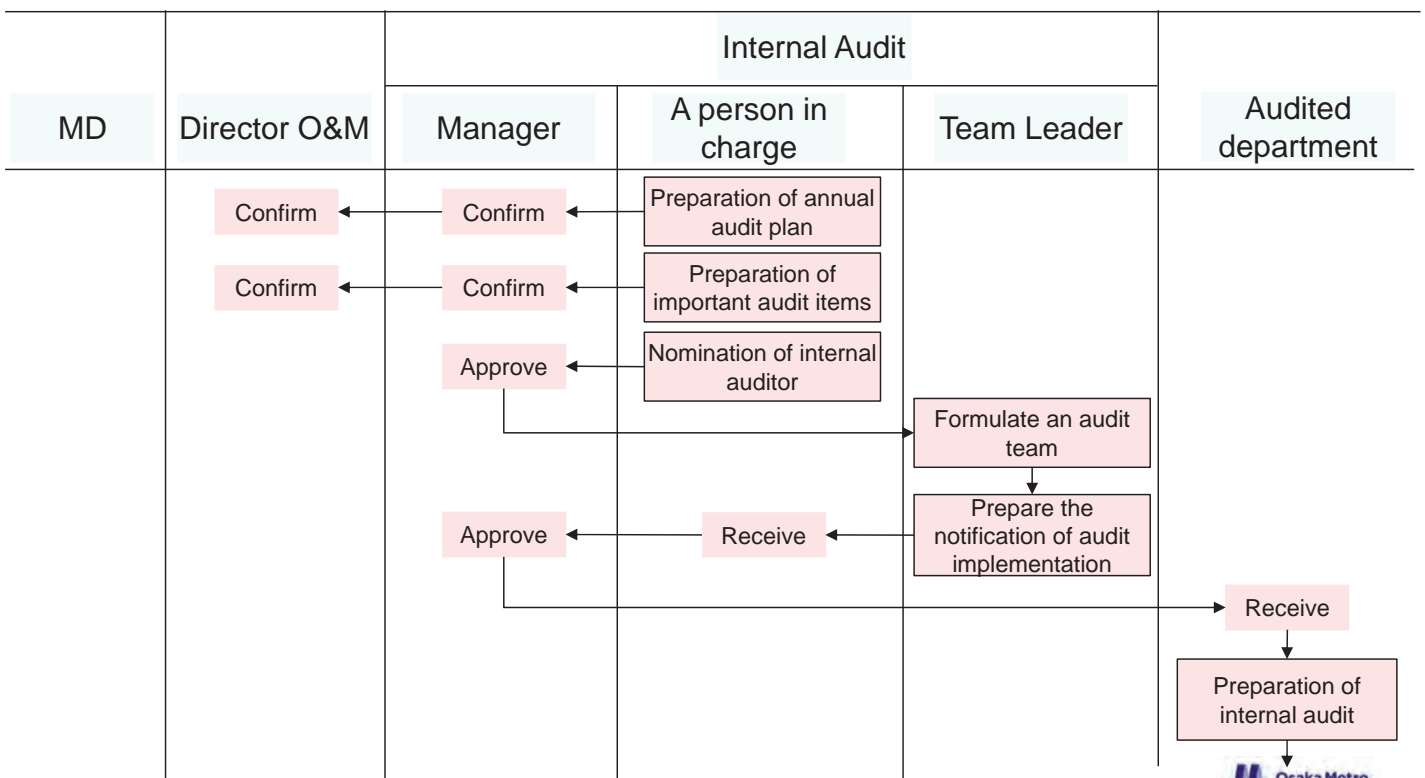 Internal Audit
MD
Director O&M
Manager
A person in
charge
Team Leader
Audited
department
Confirm
Confirm
Preparation of annual
audit plan
Confirm
Confirm
Preparation of
important audit items
Approve
Nomination of internal
auditor
Formulate an audit
team
Approve
Receive
Prepare the
notification of audit
implementation
Receive
Preparation of
internal audit
Osaka Metro